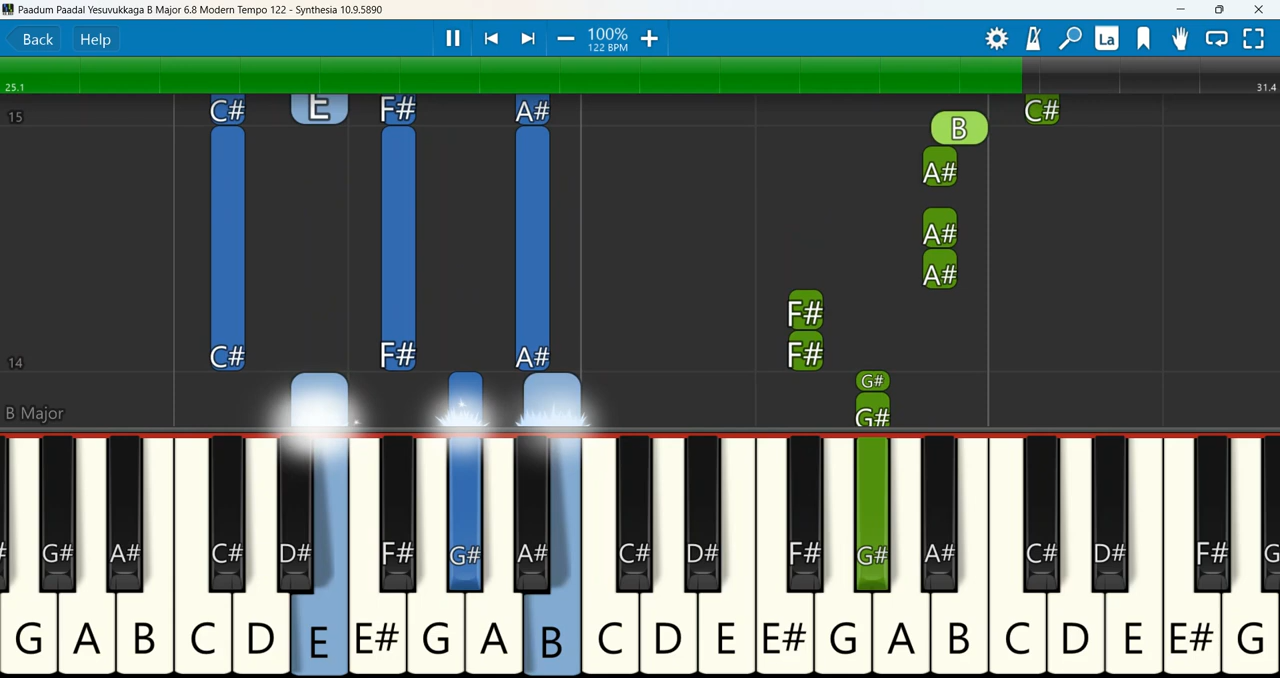 Paadum Paadal Yesuvukkaga B Major 6.8 Modern Tempo 122 - Synthesia 10.9.5890
Back Help 100% La
122 BPM
25.1 31.4
15 C# E F# A# C#
B
A#
A#
A#
F#
C# F# A# F#
14
G#
B Major G#
# G# A# C# D# F# G# A# C# D# F# G# A# C# D# F# G
G A B C D E E# G A B C D E E# G A B C D E E# G